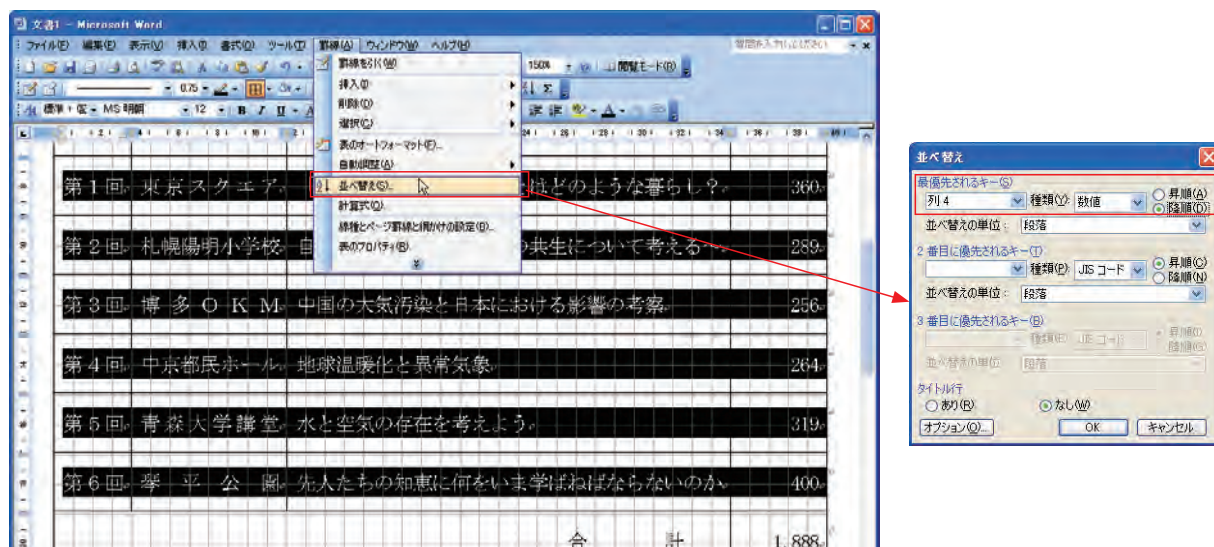 文書1 - Microsoft Word
ファイル(F) 編集(E) 表示(V) 挿入(I) 書式(O) ツール(T) 罫線(A) ウィンドウ(W) ヘルプ(H)
罫線を引く(W)
150%
閲覧モード(R)
0.75
挿入(I)
標準 + 区 MS 明朝 12 B I U A
削除(D)
選択(C)
表のオートフォーマット(F)...
自動調整(A)
並べ替え(S)...
計算式(O)...
線種とページ罫線と網かけの設定(B)...
表のプロパティ(R)...
第1回 東京スクエア はどのような暮らし? 360
第2回 札幌陽明小学校 自 の共生について考える 289
第3回 博多OKM 中国の大気汚染と日本における影響の考察 256
第4回 中京都民ホール 地球温暖化と異常気象 264
第5回 青森大学講堂 水と空気の存在を考えよう 319
第6回 琴平公園 先人たちの知恵に何をいま学ばねばならないのか 400
合計 1,888
並べ替え
最優先されるキー(S)
列 4 種類(Y): 数値 昇順(A) 降順(D)
並べ替えの単位: 段落
2 番目に優先されるキー(T)
種類(P): JIS コード 昇順(C) 降順(N)
並べ替えの単位: 段落
3 番目に優先されるキー(B)
種類(E): JIS コード 昇順(I) 降順(G)
並べ替えの単位: 段落
タイトル行
あり(R) なし(W)
オプション(O)... OK キャンセル